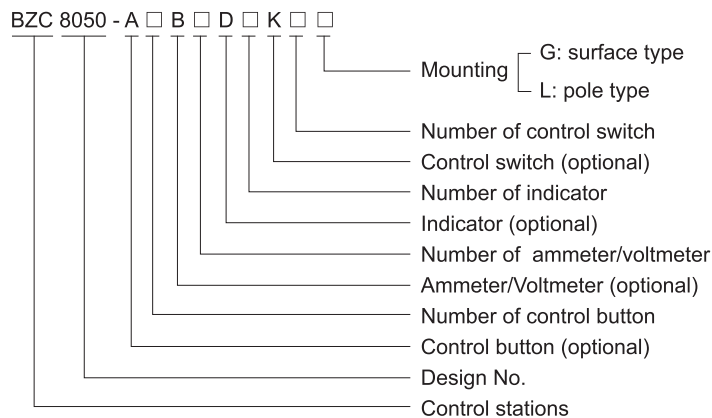 BZC 8050 - A □ B □ D □ K □ □
G: surface type
Mounting
L: pole type
Number of control switch
Control switch (optional)
Number of indicator
Indicator (optional)
Number of ammeter/voltmeter
Ammeter/Voltmeter (optional)
Number of control button
Control button (optional)
Design No.
Control stations